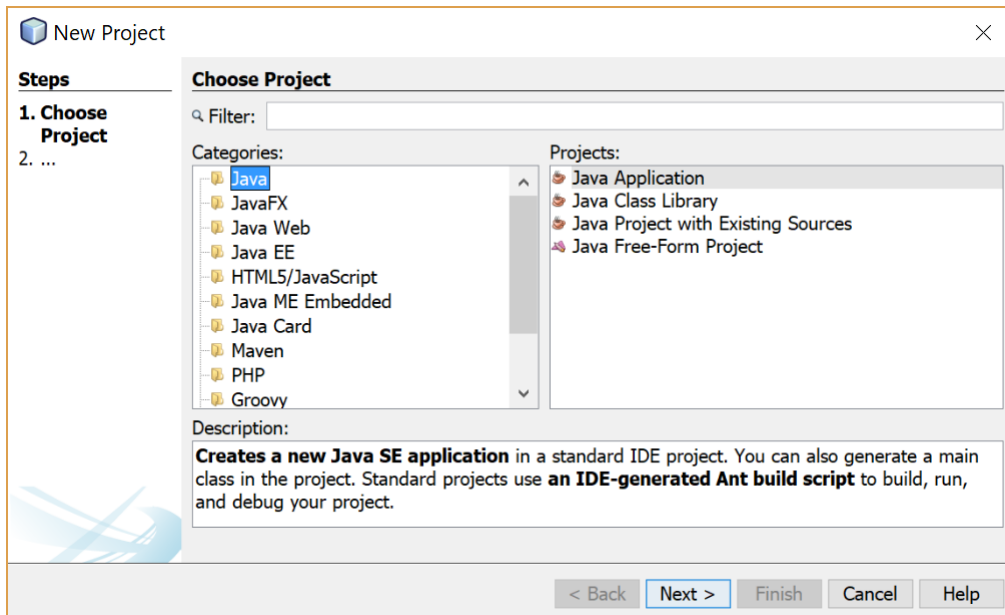 New Project
Steps
1. Choose
Project
2. ...
Choose Project
Filter:
Categories:
Java
JavaFX
Java Web
Java EE
HTML5/JavaScript
Java ME Embedded
Java Card
Maven
PHP
Groovy
Projects:
Java Application
Java Class Library
Java Project with Existing Sources
Java Free-Form Project
Description:
Creates a new Java SE application in a standard IDE project. You can also generate a main
class in the project. Standard projects use an IDE-generated Ant build script to build, run,
and debug your project.
< Back
Next >
Finish
Cancel
Help